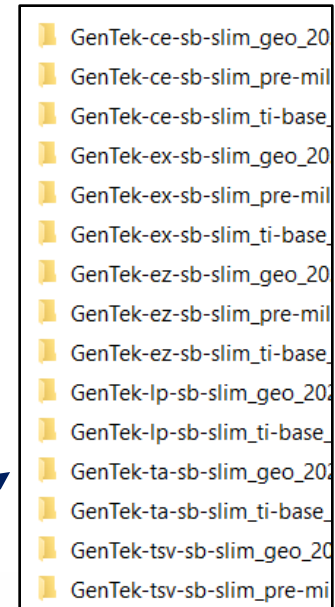 GenTek-ce-sb-slim_geo_20
GenTek-ce-sb-slim_pre-mil
GenTek-ce-sb-slim_ti-base_
GenTek-ex-sb-slim_geo_20
GenTek-ex-sb-slim_pre-mil
GenTek-ex-sb-slim_ti-base_
GenTek-ez-sb-slim_geo_20
GenTek-ez-sb-slim_pre-mil
GenTek-ez-sb-slim_ti-base_
GenTek-lp-sb-slim_geo_202
GenTek-lp-sb-slim_ti-base_
GenTek-ta-sb-slim_geo_202
GenTek-ta-sb-slim_ti-base_
GenTek-tsv-sb-slim_geo_20
GenTek-tsv-sb-slim_pre-mi